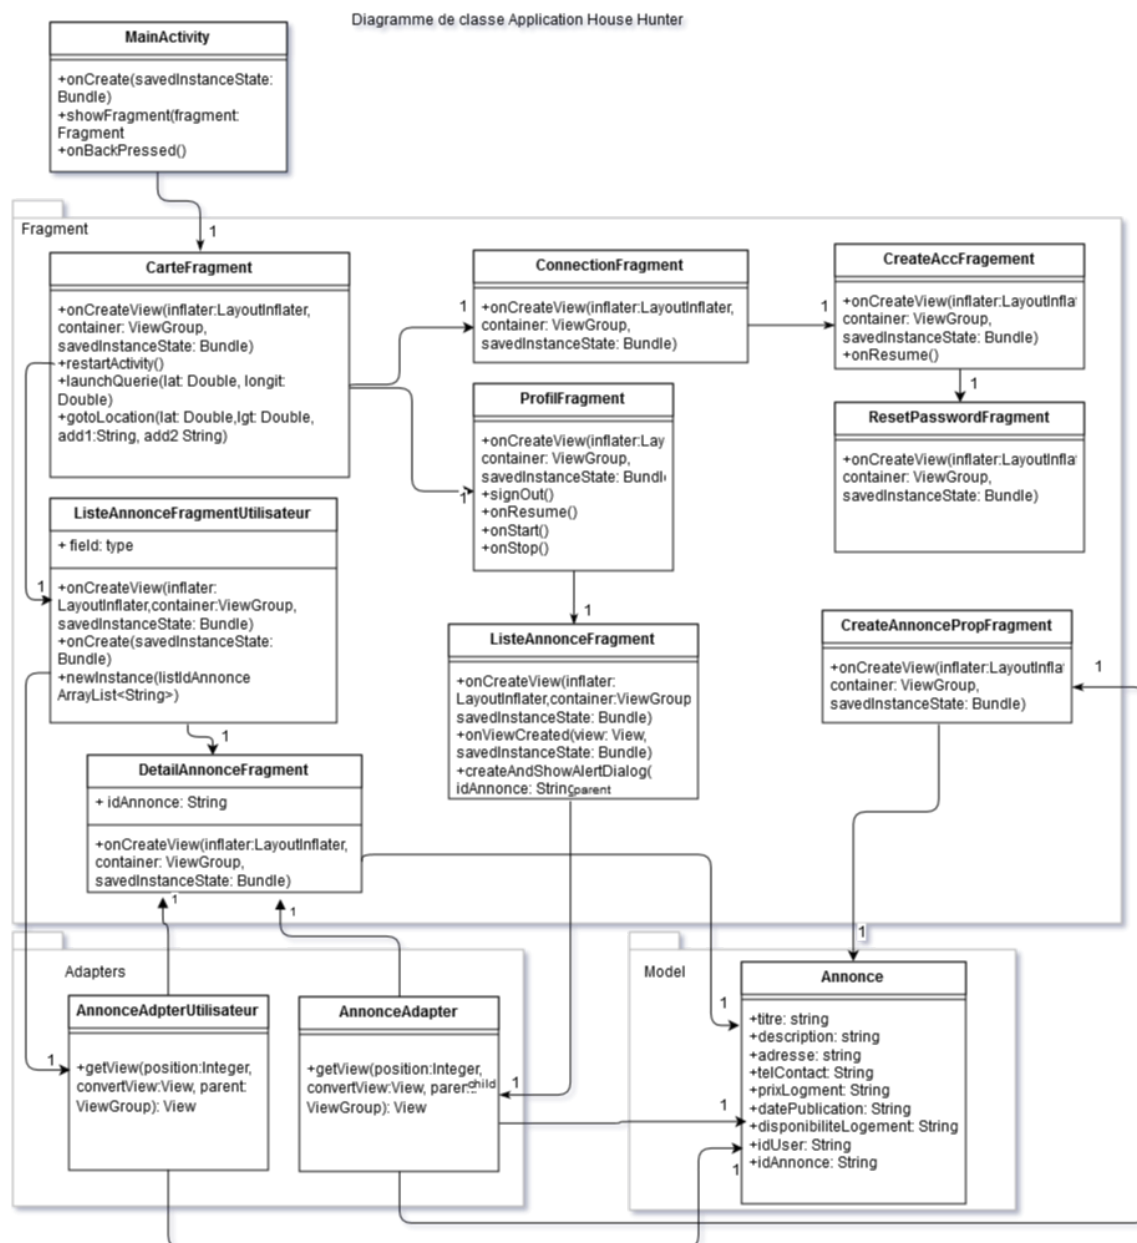 Diagramme de classe Application House Hunter
MainActivity
+onCreate(savedInstanceState:
Bundle)
+showFragment(fragment:
Fragment
+onBackPressed()
1
Fragment
CarteFragment
+onCreateView(inflater:LayoutInflater,
container: ViewGroup,
savedInstanceState: Bundle)
+restartActivity()
+launchQuerie(lat: Double, longit:
Double)
+gotoLocation(lat: Double,lgt: Double,
add1:String, add2 String)
1
ConnectionFragment
+onCreateView(inflater:LayoutInflater,
container: ViewGroup,
savedInstanceState: Bundle)
1
CreateAccFragement
+onCreateView(inflater:LayoutInflat
container: ViewGroup,
savedInstanceState: Bundle)
+onResume()
1
ProfilFragment
+onCreateView(inflater:Lay
container: ViewGroup,
savedInstanceState: Bundle
+signOut()
+onResume()
+onStart()
+onStop()
1
ResetPasswordFragment
+onCreateView(inflater:LayoutInflat
container: ViewGroup,
savedInstanceState: Bundle)
ListeAnnonceFragmentUtilisateur
+ field: type
+onCreateView(inflater:
LayoutInflater,container:ViewGroup,
savedInstanceState: Bundle)
+onCreate(savedInstanceState:
Bundle)
+newInstance(listIdAnnonce
ArrayList<String>)
1
1
ListeAnnonceFragment
+onCreateView(inflater:
LayoutInflater,container:ViewGroup
savedInstanceState: Bundle)
+onViewCreated(view: View,
savedInstanceState: Bundle)
+createAndShowAlertDialog(
idAnnonce: String
parent
CreateAnnoncePropFragment
+onCreateView(inflater:LayoutInflat
container: ViewGroup,
savedInstanceState: Bundle)
1
1
DetailAnnonceFragment
+ idAnnonce: String
+onCreateView(inflater:LayoutInflater,
container: ViewGroup,
savedInstanceState: Bundle)
1
1
1
Adapters
AnnonceAdpterUtilisateur
+getView(position:Integer,
convertView:View, parent:
ViewGroup): View
1
AnnonceAdapter
+getView(position:Integer,
convertView:View, parent:
child
ViewGroup): View
1
Model
Annonce
+titre: string
+description: string
+adresse: string
+telContact: String
+prixLogment: String
+datePublication: String
+disponibiliteLogement: String
+idUser: String
+idAnnonce: String
1
1
1